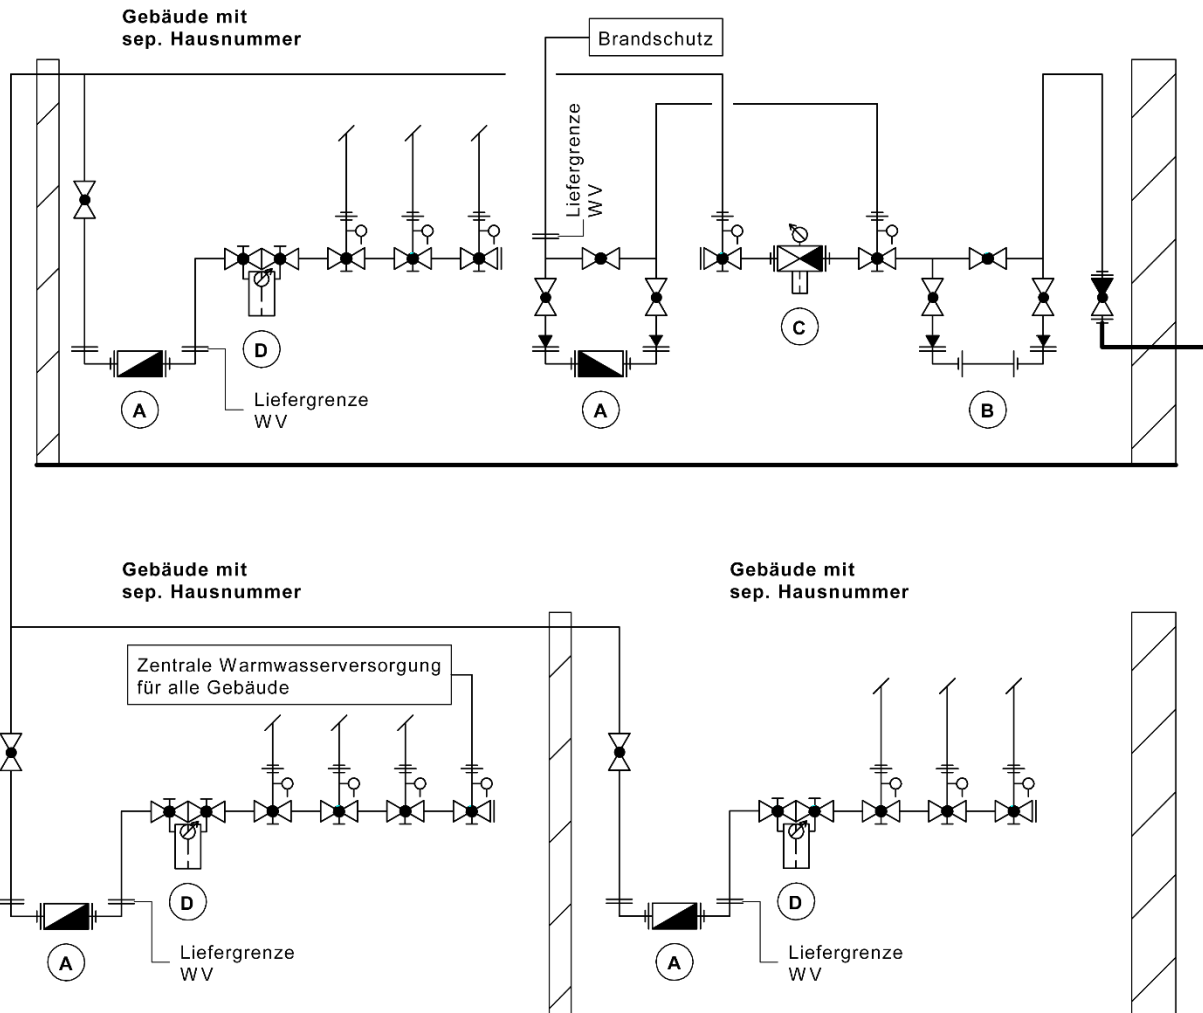 Gebäude mit
sep. Hausnummer
Brandschutz
Liefergrenze
WV
C
D
A
A
B
Liefergrenze
WV
Gebäude mit
sep. Hausnummer
Gebäude mit
sep. Hausnummer
Zentrale Warmwasserversorgung
für alle Gebäude
D
D
A
Liefergrenze
WV
A
Liefergrenze
WV